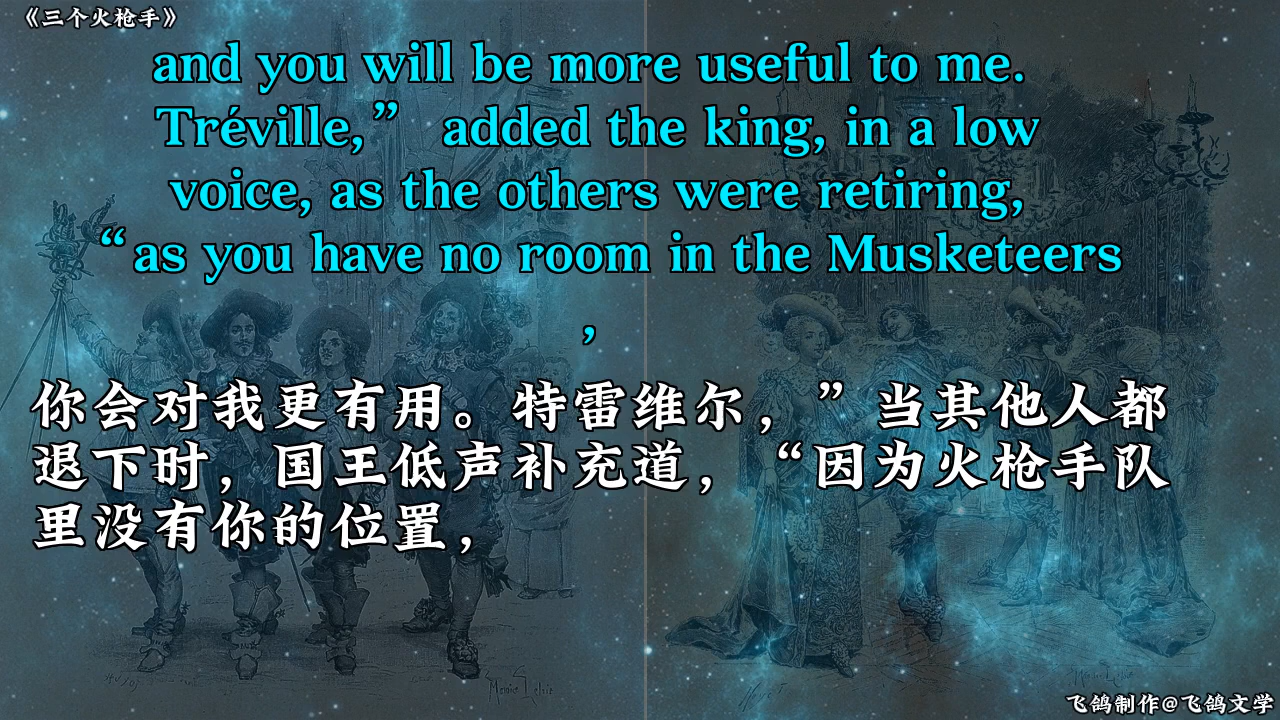 《三个火枪手》
and you will be more useful to me.
Tréville,” added the king, in a low
voice, as the others were retiring,
“as you have no room in the Musketeers
,
你会对我更有用。特雷维尔，”当其他人都
退下时，国王低声补充道，“因为火枪手队
里没有你的位置，
飞鸽制作@飞鸽文学